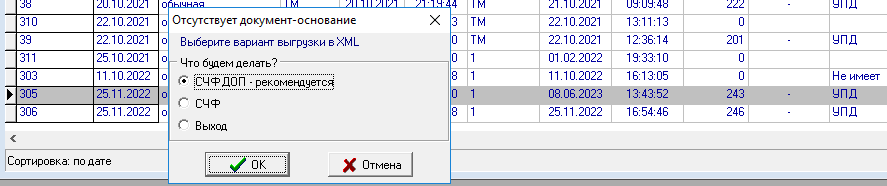 38 20.10.2021 обычная ТМ 20.10.2021 21:19:44 ТМ 21.10.2021 09:09:48 222 - УПД
39 22.10.2021 0 ТМ 22.10.2021 13:11:13 0
310 22.10.2021 0 ТМ 22.10.2021 12:36:14 201 - УПД
311 25.10.2021 0 1 01.02.2022 19:33:10 0
303 11.10.2022 8 1 11.10.2022 16:13:05 0 Не имеет
305 25.11.2022 0 1 08.06.2023 13:43:52 243 - УПД
306 25.11.2022 8 1 25.11.2022 16:54:46 246 - УПД
Сортировка: по дате
Отсутствует документ-основание
Выберите вариант выгрузки в XML
Что будем делать?
СЧФДОП - рекомендуется
СЧФ
Выход
OK Отмена